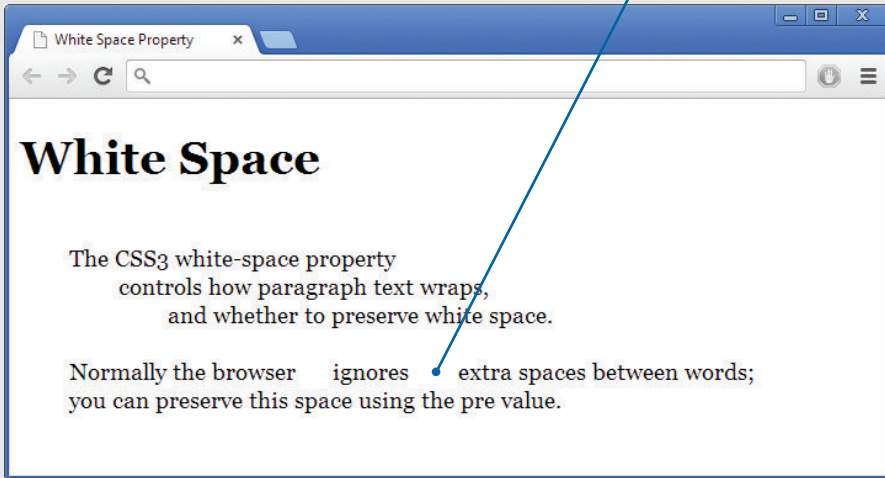 White Space Property
White Space
The CSS3 white-space property
controls how paragraph text wraps,
and whether to preserve white space.
Normally the browser ignores extra spaces between words;
you can preserve this space using the pre value.